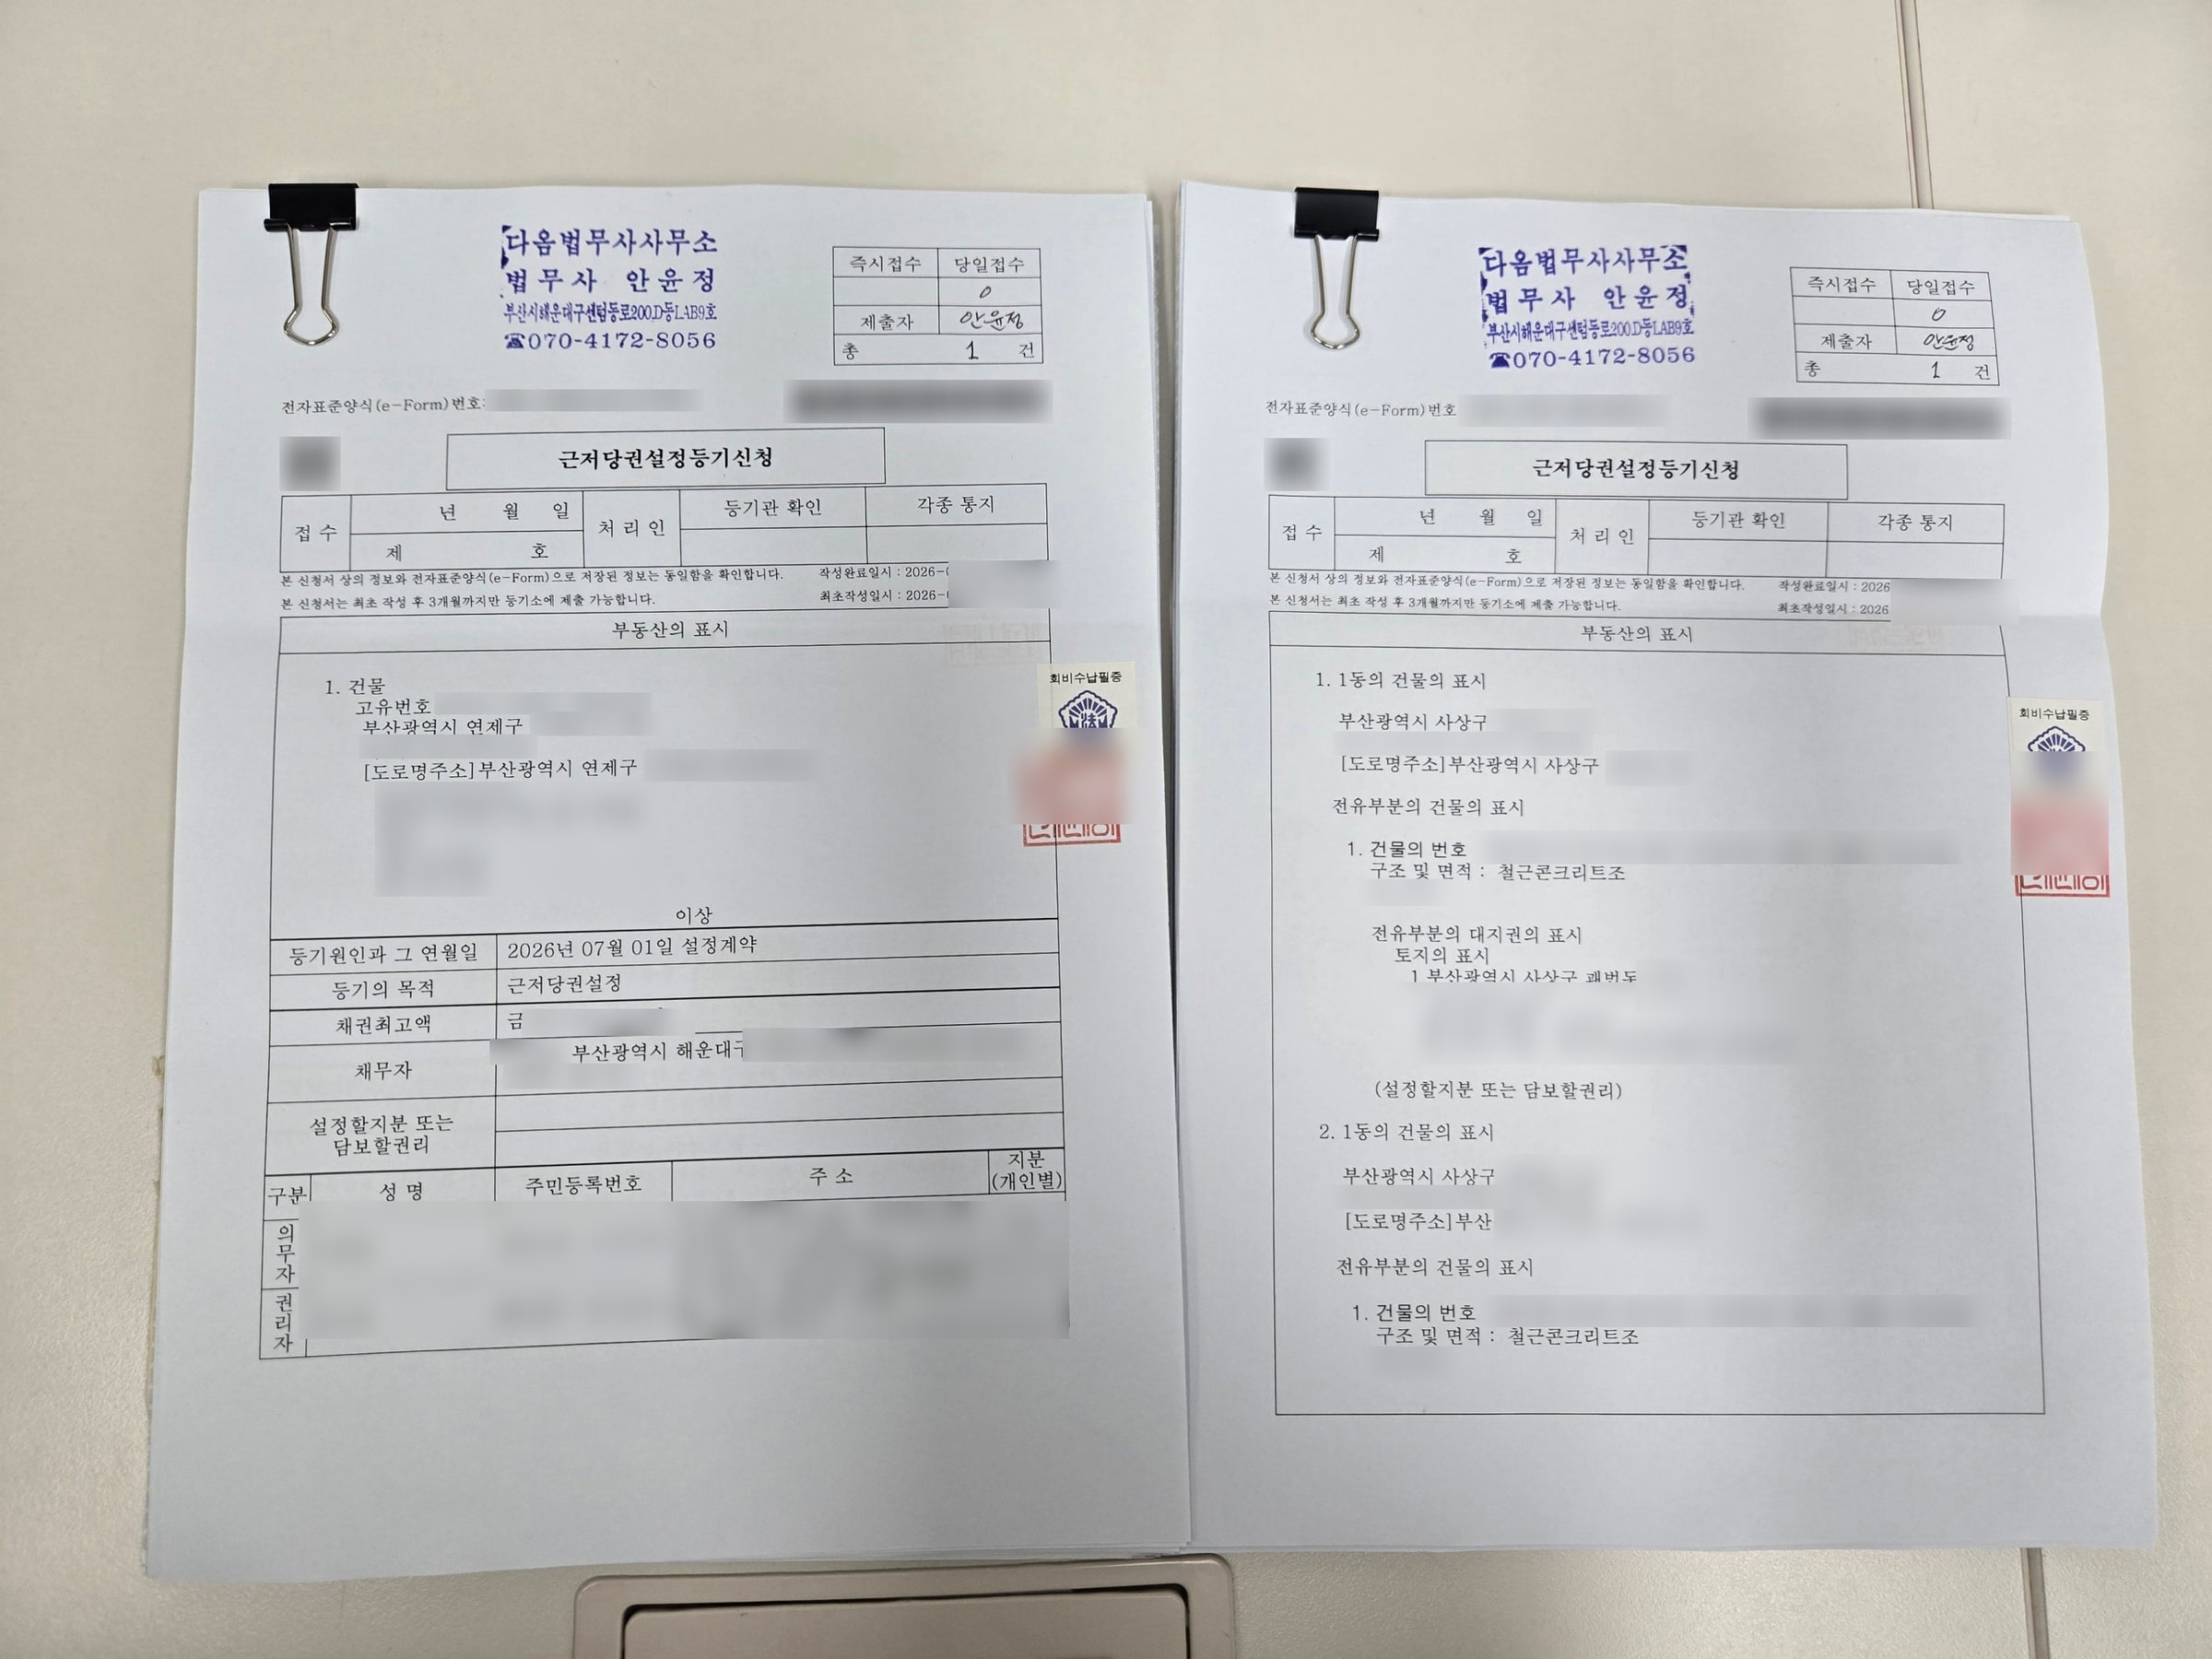 다옴법무사사무소
법무사 안윤정
부산시해운대구센텀동로200,D동LAB9호
☎070-4172-8056
즉시접수 당일접수
0
제출자 안윤정
총 1 건
전자표준양식(e-Form)번호:
근저당권설정등기신청
접수 년 월 일 처리인 등기관 확인 각종 통지
제 호
본 신청서 상의 정보와 전자표준양식(e-Form)으로 저장된 정보는 동일함을 확인합니다. 작성완료일시 : 2026-
본 신청서는 최초 작성 후 3개월까지만 등기소에 제출 가능합니다. 최초작성일시 : 2026-
부동산의 표시
회비수납필증
1. 건물
고유번호
부산광역시 연제구
[도로명주소]부산광역시 연제구
이상
등기원인과 그 연월일 2026년 07월 01일 설정계약
등기의 목적 근저당권설정
채권최고액 금
채무자 부산광역시 해운대구
설정할지분 또는
담보할권리
구분 성 명 주민등록번호 주 소 지분
(개인별)
의무자
권리자
다옴법무사사무소
법무사 안윤정
부산시해운대구센텀동로200,D동LAB9호
☎070-4172-8056
즉시접수 당일접수
0
제출자 안윤정
총 1 건
전자표준양식(e-Form)번호
근저당권설정등기신청
접수 년 월 일 처리인 등기관 확인 각종 통지
제 호
본 신청서 상의 정보와 전자표준양식(e-Form)으로 저장된 정보는 동일함을 확인합니다. 작성완료일시 : 2026
본 신청서는 최초 작성 후 3개월까지만 등기소에 제출 가능합니다. 최초작성일시 : 2026
부동산의 표시
회비수납필증
1. 1동의 건물의 표시
부산광역시 사상구
[도로명주소]부산광역시 사상구
전유부분의 건물의 표시
1. 건물의 번호
구조 및 면적 : 철근콘크리트조
전유부분의 대지권의 표시
토지의 표시
1 부산광역시 사상구 괘법동
(설정할지분 또는 담보할권리)
2. 1동의 건물의 표시
부산광역시 사상구
[도로명주소]부산
전유부분의 건물의 표시
1. 건물의 번호
구조 및 면적 : 철근콘크리트조